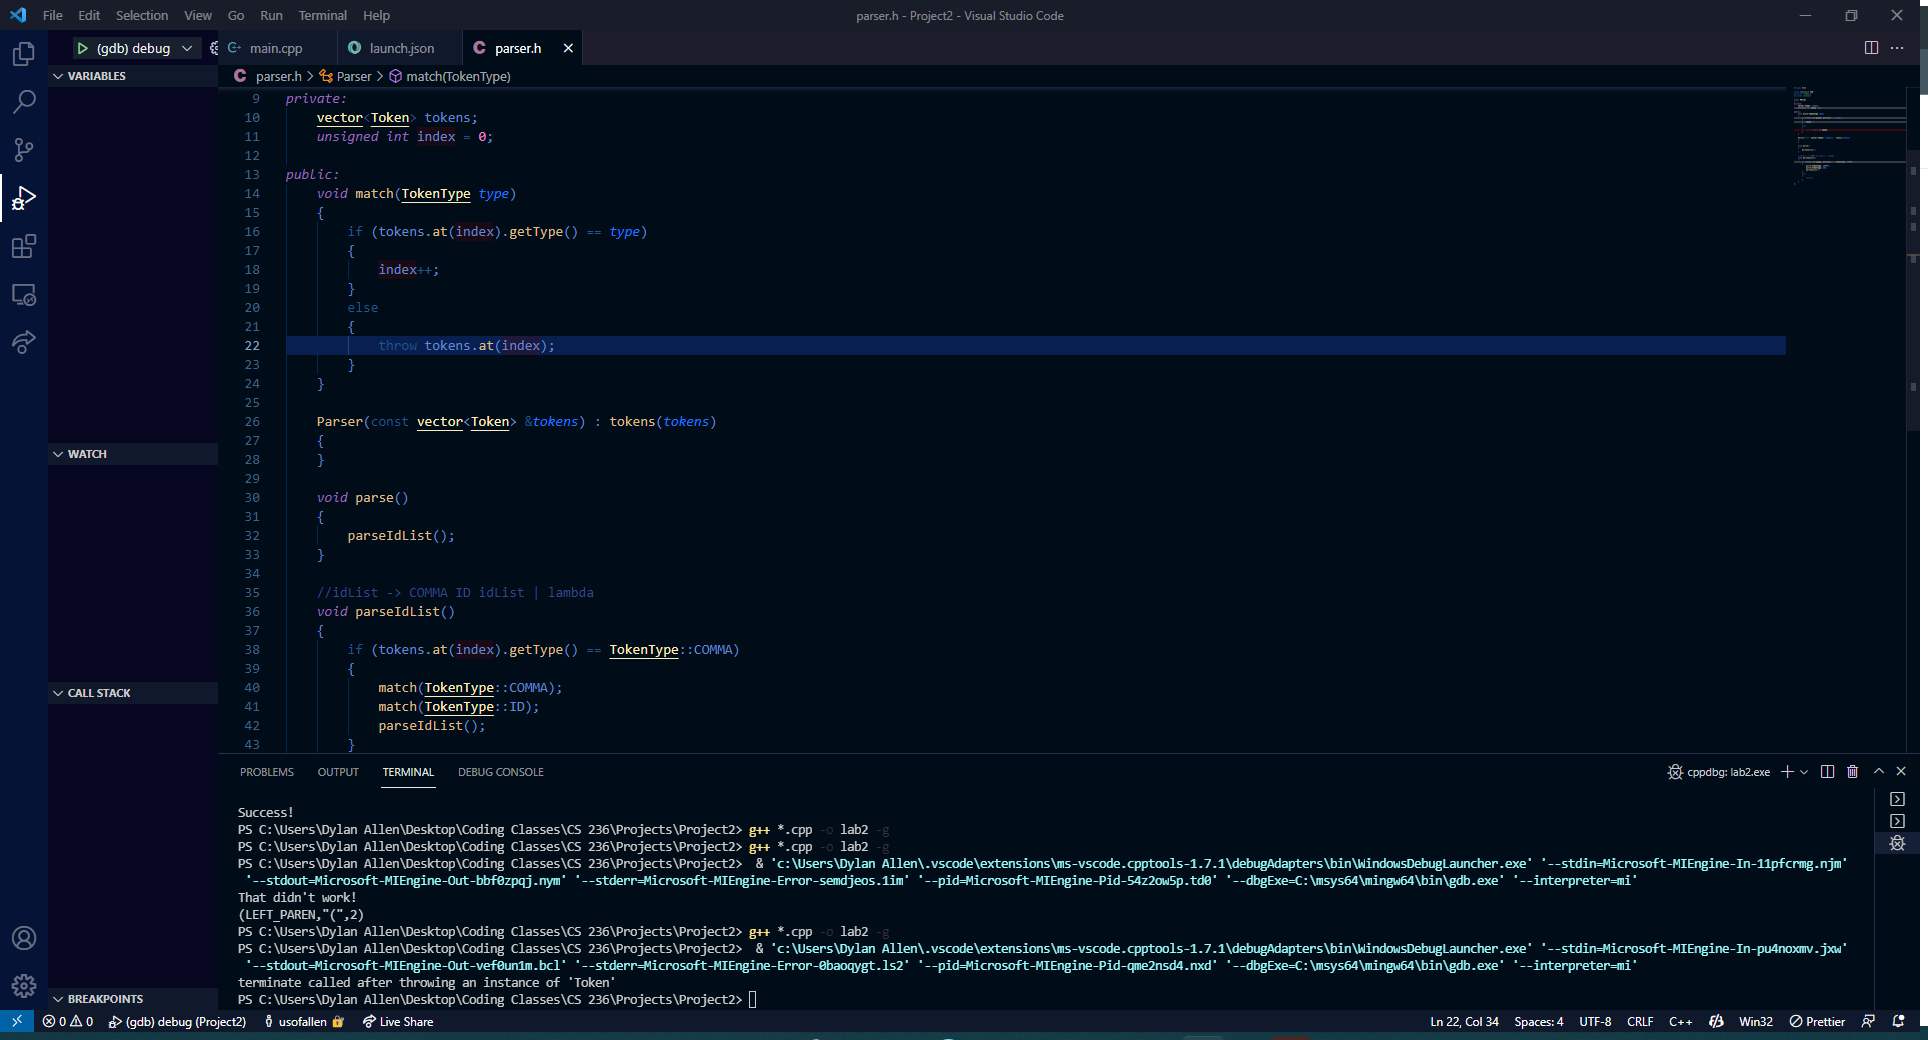 File Edit Selection View Go Run Terminal Help
parser.h - Project2 - Visual Studio Code
(gdb) debug
main.cpp
launch.json
parser.h
VARIABLES
parser.h > Parser > match(TokenType)
9 private:
10 vector<Token> tokens;
11 unsigned int index = 0;
12
13 public:
14 void match(TokenType type)
15 {
16 if (tokens.at(index).getType() == type)
17 {
18 index++;
19 }
20 else
21 {
22 throw tokens.at(index);
23 }
24 }
25
26 Parser(const vector<Token> &tokens) : tokens(tokens)
27 {
28 }
29
30 void parse()
31 {
32 parseIdList();
33 }
34
35 //idList -> COMMA ID idList | lambda
36 void parseIdList()
37 {
38 if (tokens.at(index).getType() == TokenType::COMMA)
39 {
40 match(TokenType::COMMA);
41 match(TokenType::ID);
42 parseIdList();
43 }
WATCH
CALL STACK
BREAKPOINTS
PROBLEMS OUTPUT TERMINAL DEBUG CONSOLE
cppdbg: lab2.exe
Success!
PS C:\Users\Dylan Allen\Desktop\Coding Classes\CS 236\Projects\Project2> g++ *.cpp -o lab2 -g
PS C:\Users\Dylan Allen\Desktop\Coding Classes\CS 236\Projects\Project2> g++ *.cpp -o lab2 -g
PS C:\Users\Dylan Allen\Desktop\Coding Classes\CS 236\Projects\Project2>  & 'c:\Users\Dylan Allen\.vscode\extensions\ms-vscode.cpptools-1.7.1\debugAdapters\bin\WindowsDebugLauncher.exe' '--stdin=Microsoft-MIEngine-In-11pfcrmg.njm'
'--stdout=Microsoft-MIEngine-Out-bbf0zpqj.nym' '--stderr=Microsoft-MIEngine-Error-semdjeos.1im' '--pid=Microsoft-MIEngine-Pid-54z2ow5p.td0' '--dbgExe=C:\msys64\mingw64\bin\gdb.exe' '--interpreter=mi'
That didn't work!
(LEFT_PAREN,"(",2)
PS C:\Users\Dylan Allen\Desktop\Coding Classes\CS 236\Projects\Project2> g++ *.cpp -o lab2 -g
PS C:\Users\Dylan Allen\Desktop\Coding Classes\CS 236\Projects\Project2>  & 'c:\Users\Dylan Allen\.vscode\extensions\ms-vscode.cpptools-1.7.1\debugAdapters\bin\WindowsDebugLauncher.exe' '--stdin=Microsoft-MIEngine-In-pu4noxmv.jxw'
'--stdout=Microsoft-MIEngine-Out-vef0un1m.bcl' '--stderr=Microsoft-MIEngine-Error-0baoqygt.ls2' '--pid=Microsoft-MIEngine-Pid-qme2nsd4.nxd' '--dbgExe=C:\msys64\mingw64\bin\gdb.exe' '--interpreter=mi'
terminate called after throwing an instance of 'Token'
PS C:\Users\Dylan Allen\Desktop\Coding Classes\CS 236\Projects\Project2>
0 0 (gdb) debug (Project2) usofallen Live Share
Ln 22, Col 34 Spaces: 4 UTF-8 CRLF C++ Win32 Prettier